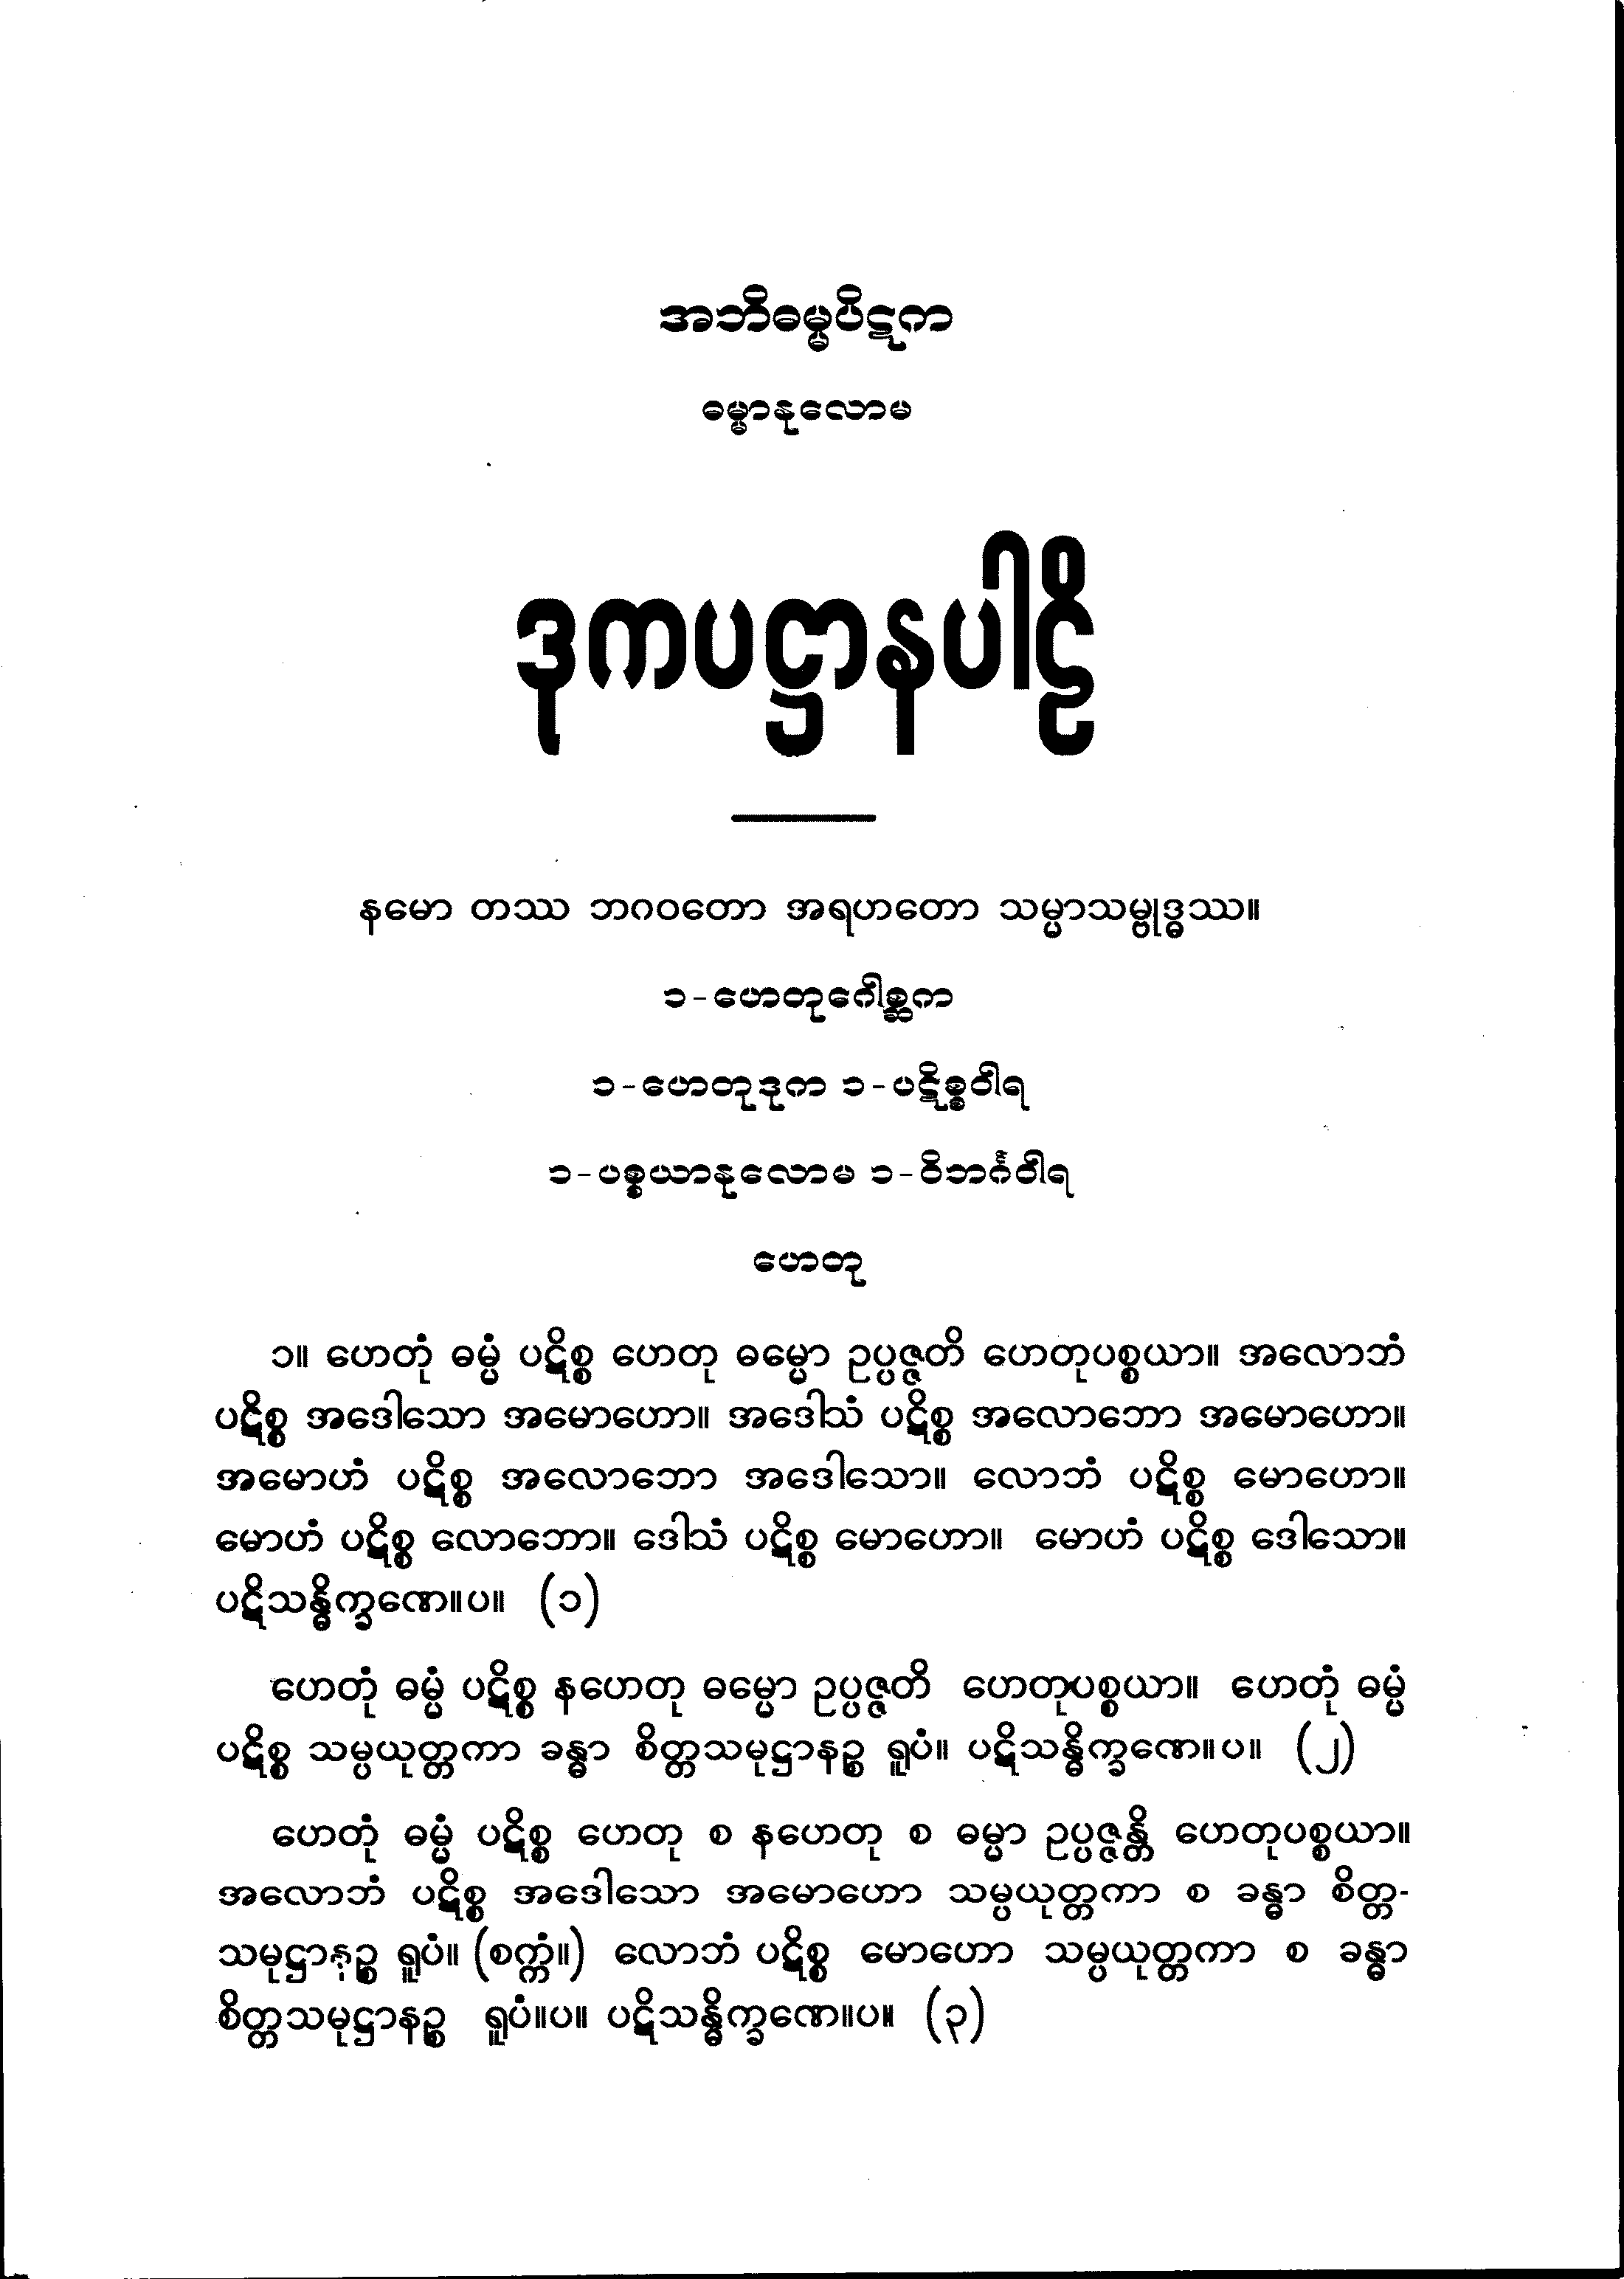 အဘိဓမ္မပိဋက
ဓမ္မာနုလောမ
ဒုကပဋ္ဌာနပါဠိ
နမော တဿ ဘဂဝတော အရဟတော သမ္မာသမ္ဗုဒ္ဓဿ။
၁-ဟေတုဂေါစ္ဆက
၁-ဟေတုဒုက ၁-ပဋိစ္စဝါရ
၁-ပစ္စယာနုလောမ ၁-ဝိဘင်္ဂဝါရ
ဟေတု
၁။ ဟေတုံ ဓမ္မံ ပဋိစ္စ ဟေတု ဓမ္မော ဥပ္ပဇ္ဇတိ ဟေတုပစ္စယာ။ အလောဘံ
ပဋိစ္စ အဒေါသော အမောဟော။ အဒေါသံ ပဋိစ္စ အလောဘော အမောဟော။
အမောဟံ ပဋိစ္စ အလောဘော အဒေါသော။ လောဘံ ပဋိစ္စ မောဟော။
မောဟံ ပဋိစ္စ လောဘော။ ဒေါသံ ပဋိစ္စ မောဟော။ မောဟံ ပဋိစ္စ ဒေါသော။
ပဋိသန္ဓိက္ခဏေ။ပ။ (၁)
ဟေတုံ ဓမ္မံ ပဋိစ္စ နဟေတု ဓမ္မော ဥပ္ပဇ္ဇတိ ဟေတုပစ္စယာ။ ဟေတုံ ဓမ္မံ
ပဋိစ္စ သမ္ပယုတ္တကာ ခန္ဓာ စိတ္တသမုဋ္ဌာနဉ္စ ရူပံ။ ပဋိသန္ဓိက္ခဏေ။ပ။ (၂)
ဟေတုံ ဓမ္မံ ပဋိစ္စ ဟေတု စ နဟေတု စ ဓမ္မာ ဥပ္ပဇ္ဇန္တိ ဟေတုပစ္စယာ။
အလောဘံ ပဋိစ္စ အဒေါသော အမောဟော သမ္ပယုတ္တကာ စ ခန္ဓာ စိတ္တ-
သမုဋ္ဌာနဉ္စ ရူပံ။ (စက္ကံ။) လောဘံ ပဋိစ္စ မောဟော သမ္ပယုတ္တကာ စ ခန္ဓာ
စိတ္တသမုဋ္ဌာနဉ္စ ရူပံ။ပ။ ပဋိသန္ဓိက္ခဏေ။ပ။ (၃)